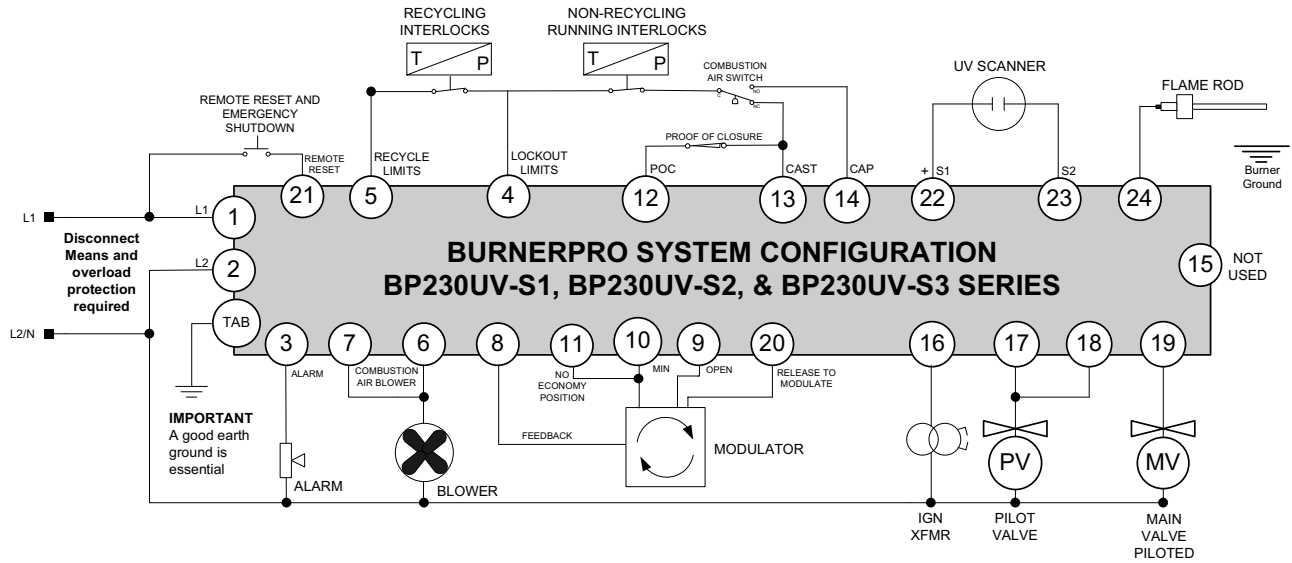 RECYCLING
INTERLOCKS
NON-RECYCLING
RUNNING INTERLOCKS
T P
T P
COMBUSTION
AIR SWITCH
C NO
NC
UV SCANNER
FLAME ROD
REMOTE RESET AND
EMERGENCY
SHUTDOWN
PROOF OF CLOSURE
REMOTE
RESET
RECYCLE
LIMITS
LOCKOUT
LIMITS
POC
CAST
CAP
+ S1
S2
Burner
Ground
21
5
4
12
13
14
22
23
24
L1
L1
1
Disconnect
Means and
overload
protection
required
L2
2
TAB
L2/N
BURNERPRO SYSTEM CONFIGURATION
BP230UV-S1, BP230UV-S2, & BP230UV-S3 SERIES
15
NOT
USED
3
7
6
8
11
10
9
20
16
17
18
19
ALARM
COMBUSTION
AIR BLOWER
NO
ECONOMY
POSITION
MIN
OPEN
RELEASE TO
MODULATE
IMPORTANT
A good earth
ground is
essential
FEEDBACK
MODULATOR
PV
MV
ALARM
BLOWER
IGN
XFMR
PILOT
VALVE
MAIN
VALVE
PILOTED